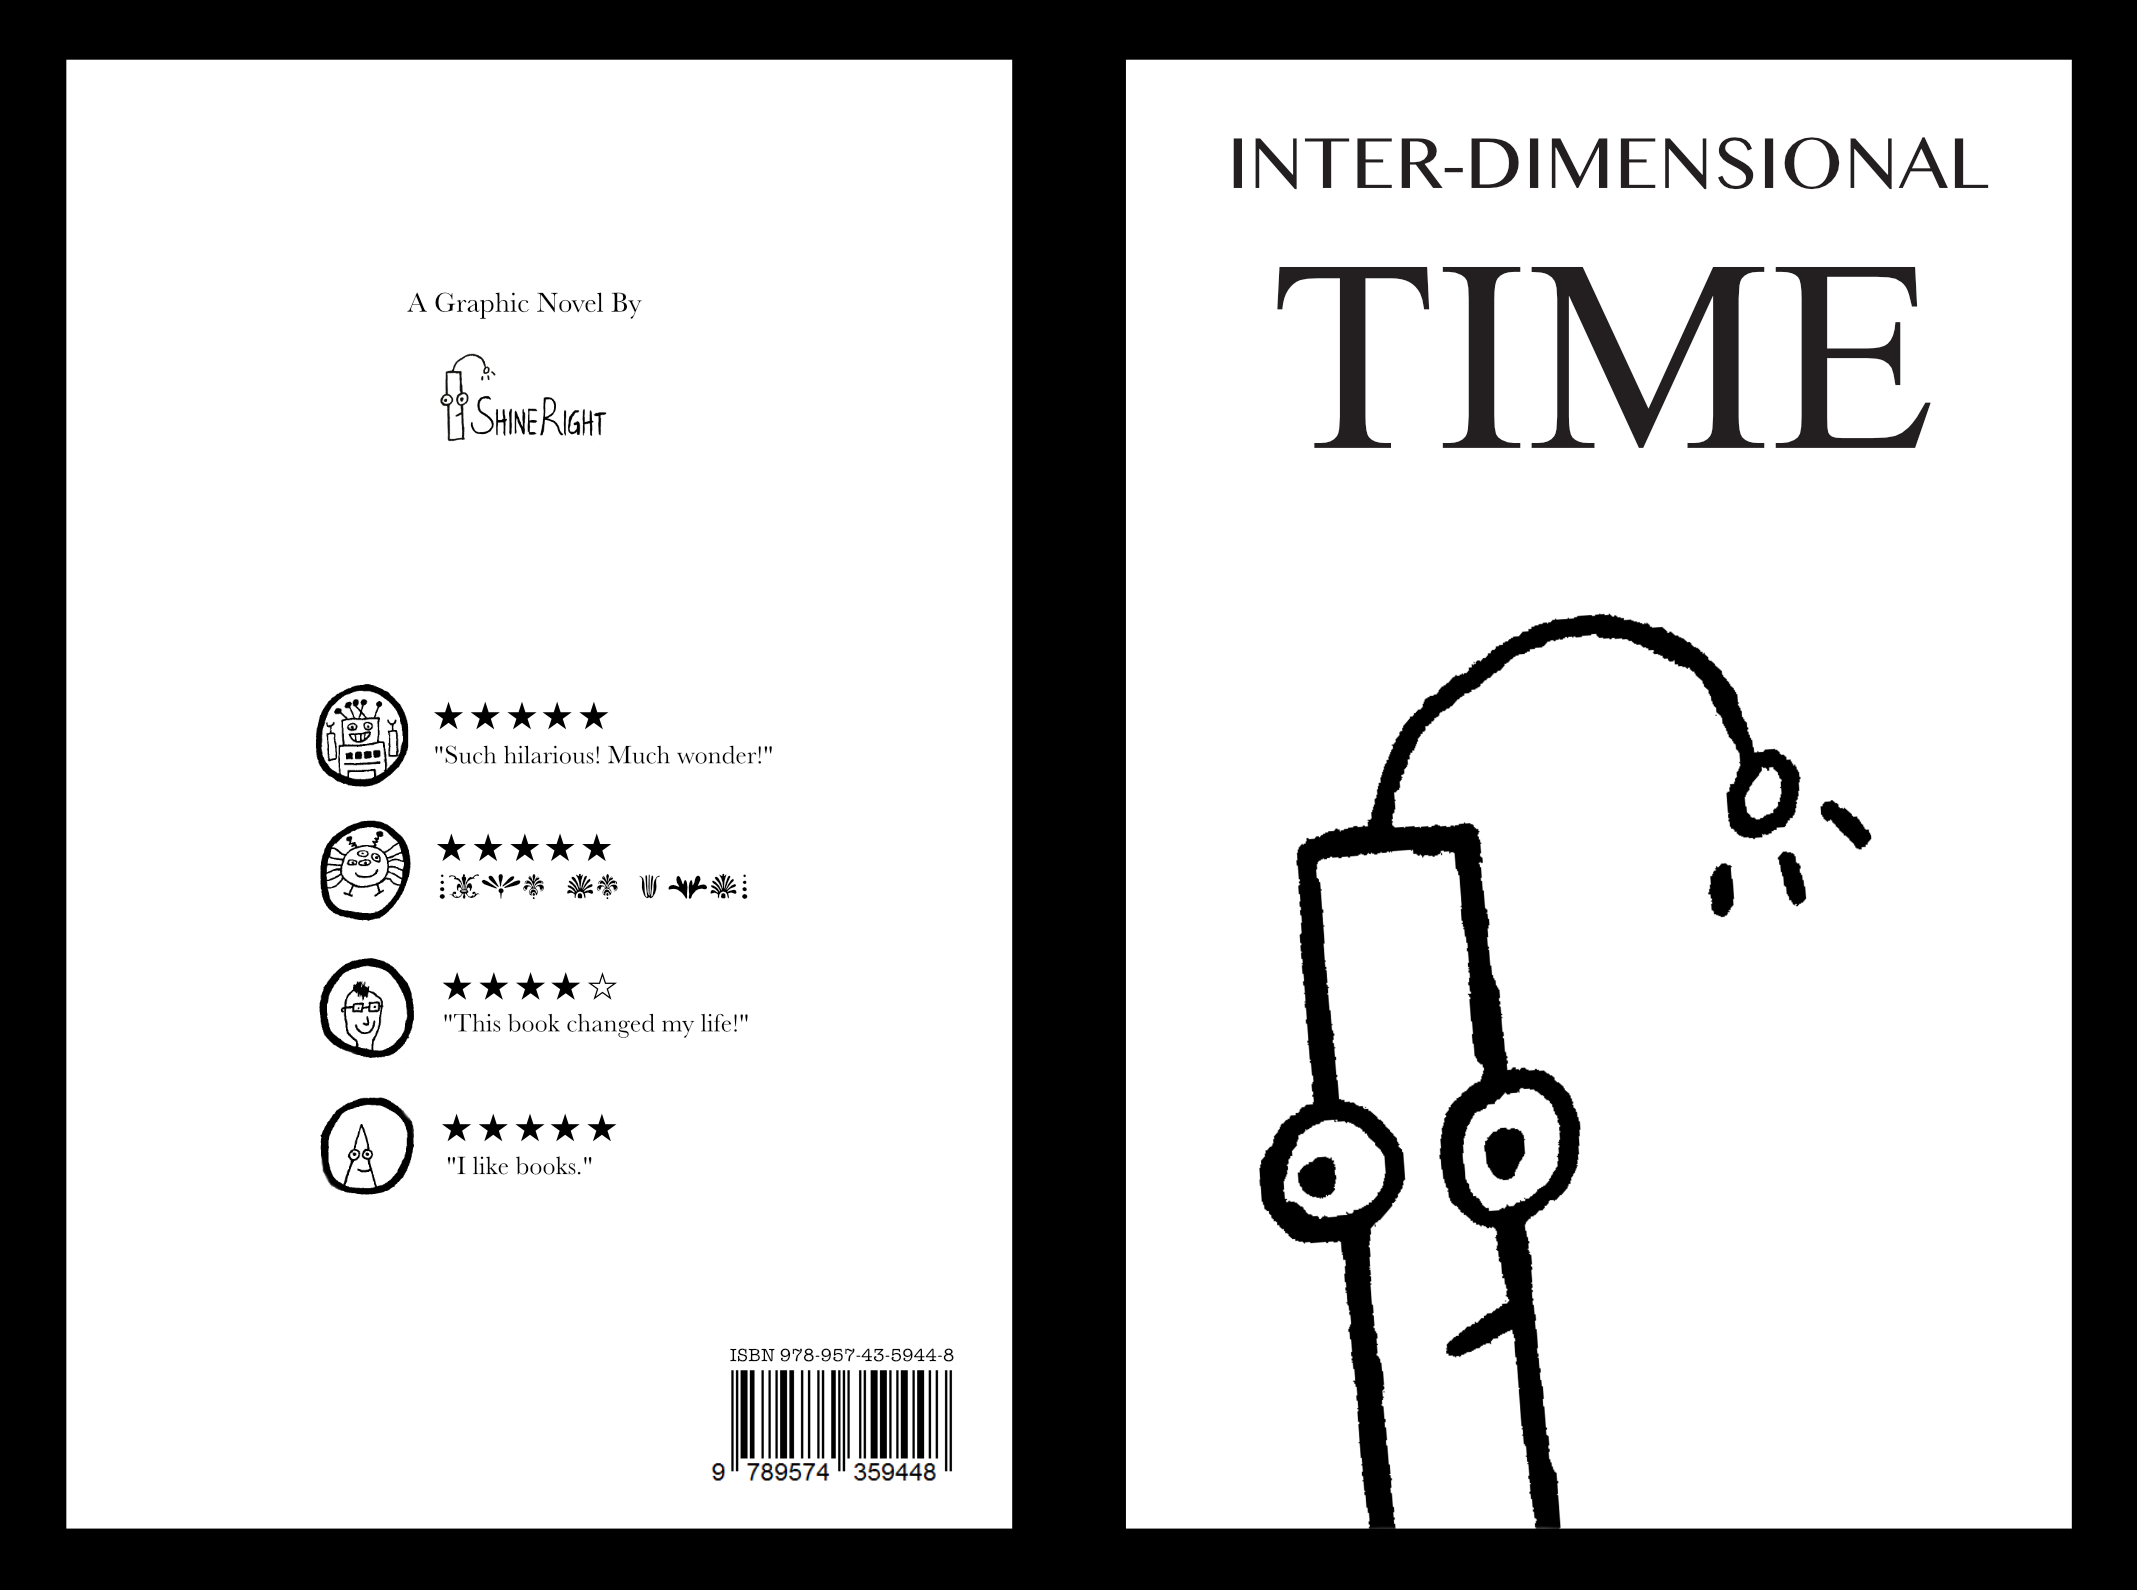 A Graphic Novel By
SHINERIGHT
★★★★★
"Such hilarious! Much wonder!"
★★★★★
★★★★☆
"This book changed my life!"
★★★★★
"I like books."
ISBN 978-957-43-5944-8
9 789574 359448
INTER-DIMENSIONAL
TIME